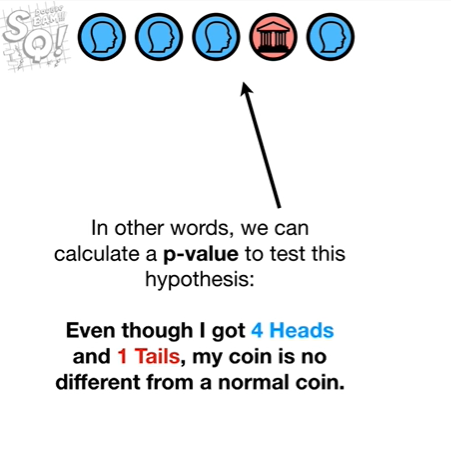 SQ!
In other words, we can
calculate a p-value to test this
hypothesis:
Even though I got 4 Heads
and 1 Tails, my coin is no
different from a normal coin.